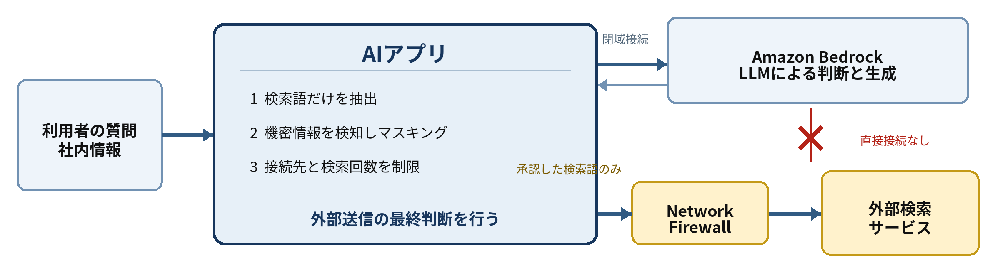 利用者の質問
社内情報
AIアプリ
1 検索語だけを抽出
2 機密情報を検知しマスキング
3 接続先と検索回数を制限
外部送信の最終判断を行う
閉域接続
Amazon Bedrock
LLMによる判断と生成
直接接続なし
承認した検索語のみ
Network
Firewall
外部検索
サービス